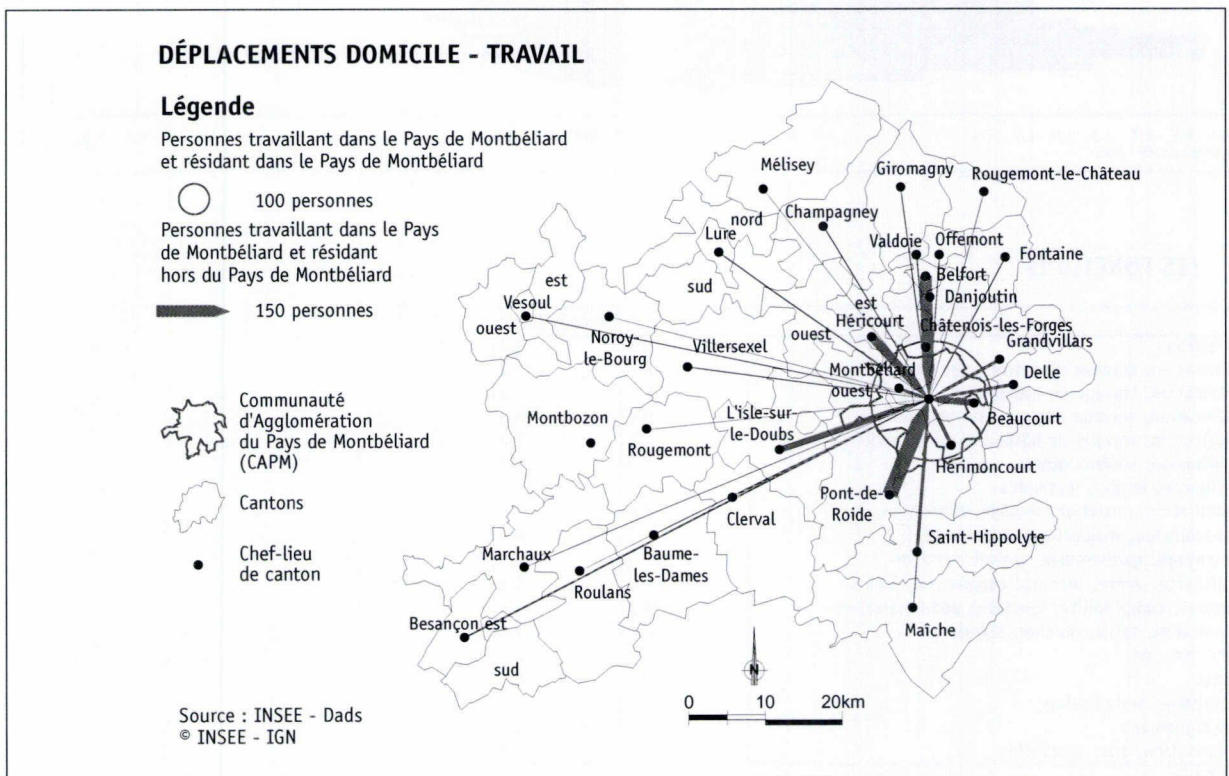 DÉPLACEMENTS DOMICILE - TRAVAIL
Légende
Personnes travaillant dans le Pays de Montbéliard
et résidant dans le Pays de Montbéliard
100 personnes
Personnes travaillant dans le Pays
de Montbéliard et résidant
hors du Pays de Montbéliard
150 personnes
Communauté
d'Agglomération
du Pays de Montbéliard
(CAPM)
Cantons
Chef-lieu
de canton
Source : INSEE - Dads
© INSEE - IGN
Mélisey
Giromagny
Rougemont-le-Château
nord
Champagney
Lure
Valdoie
Offemont
Fontaine
Belfort
est
sud
Danjoutin
Vesoul
est
ouest
Héricourt
ouest
Châtenois-les-Forges
Noroy-
le-Bourg
Villersexel
Grandvillars
Montbéliard
Delle
ouest
Beaucourt
Montbozon
L'isle-sur-
le-Doubs
Rougemont
Hérimoncourt
Pont-de-
Roide
Clerval
Saint-Hippolyte
Marchaux
Baume-
les-Dames
Roulans
Maîche
Besançon est
sud
N
0 10 20km